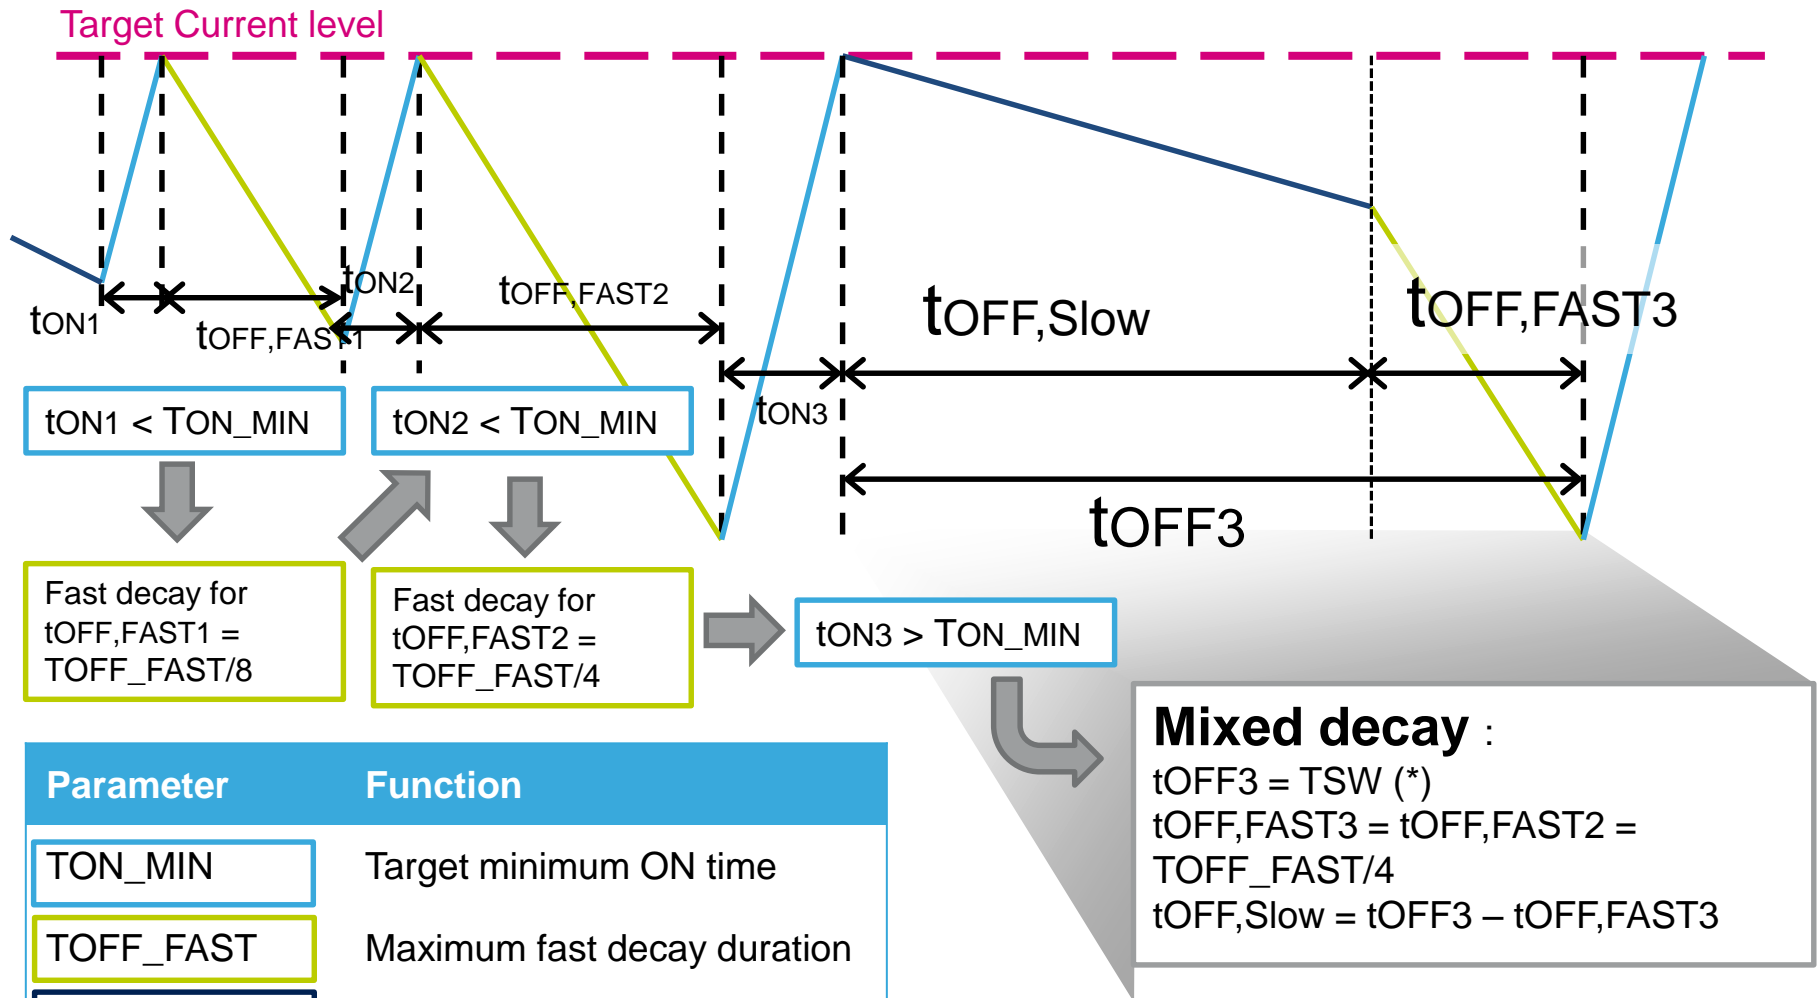 Target Current level
tON1
tOFF,FAST1
tON2
tOFF,FAST2
tON3
tOFF,Slow
tOFF,FAST3
tOFF3
tON1 < TON_MIN
tON2 < TON_MIN
Fast decay for
tOFF,FAST1 =
TOFF_FAST/8
Fast decay for
tOFF,FAST2 =
TOFF_FAST/4
tON3 > TON_MIN
Mixed decay :
tOFF3 = TSW (*)
tOFF,FAST3 = tOFF,FAST2 =
TOFF_FAST/4
tOFF,Slow = tOFF3 – tOFF,FAST3
Parameter Function
TON_MIN Target minimum ON time
TOFF_FAST Maximum fast decay duration